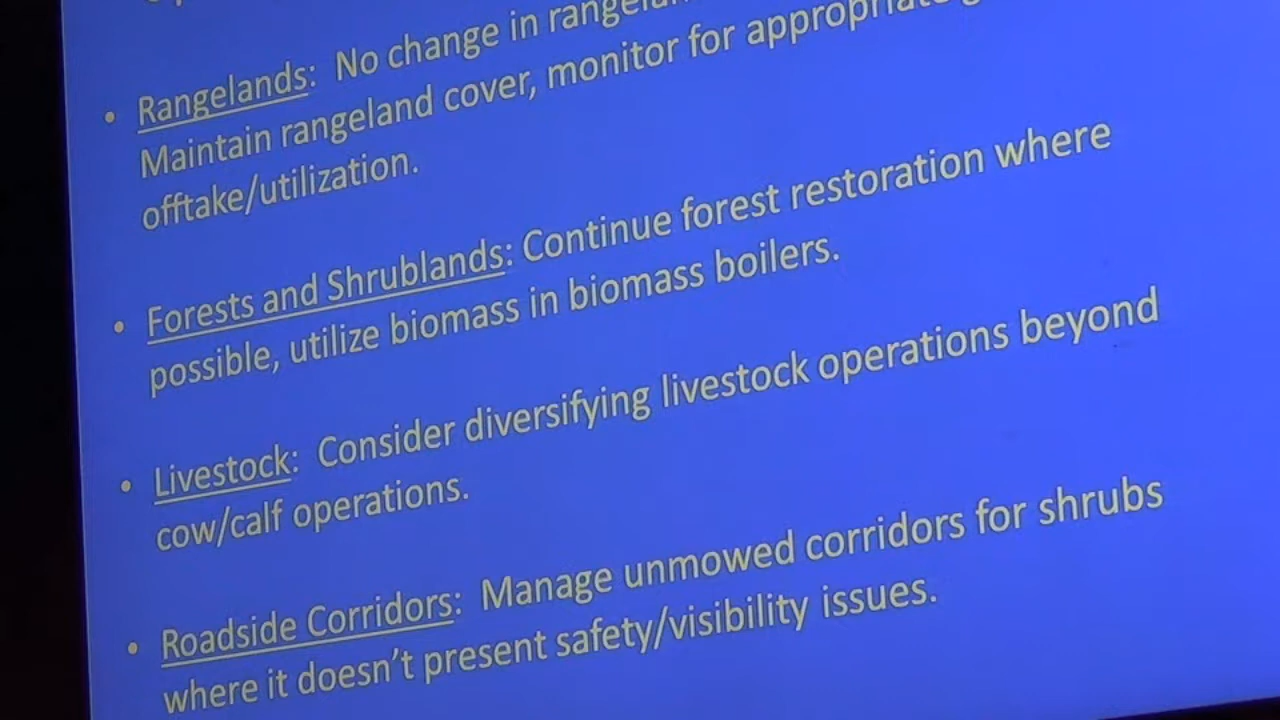 • Rangelands: No change in
Maintain rangeland cover, monitor for appropriate
offtake/utilization.
• Forests and Shrublands: Continue forest restoration where
possible, utilize biomass in biomass boilers.
• Livestock: Consider diversifying livestock operations beyond
cow/calf operations.
• Roadside Corridors: Manage unmowed corridors for shrubs
where it doesn't present safety/visibility issues.